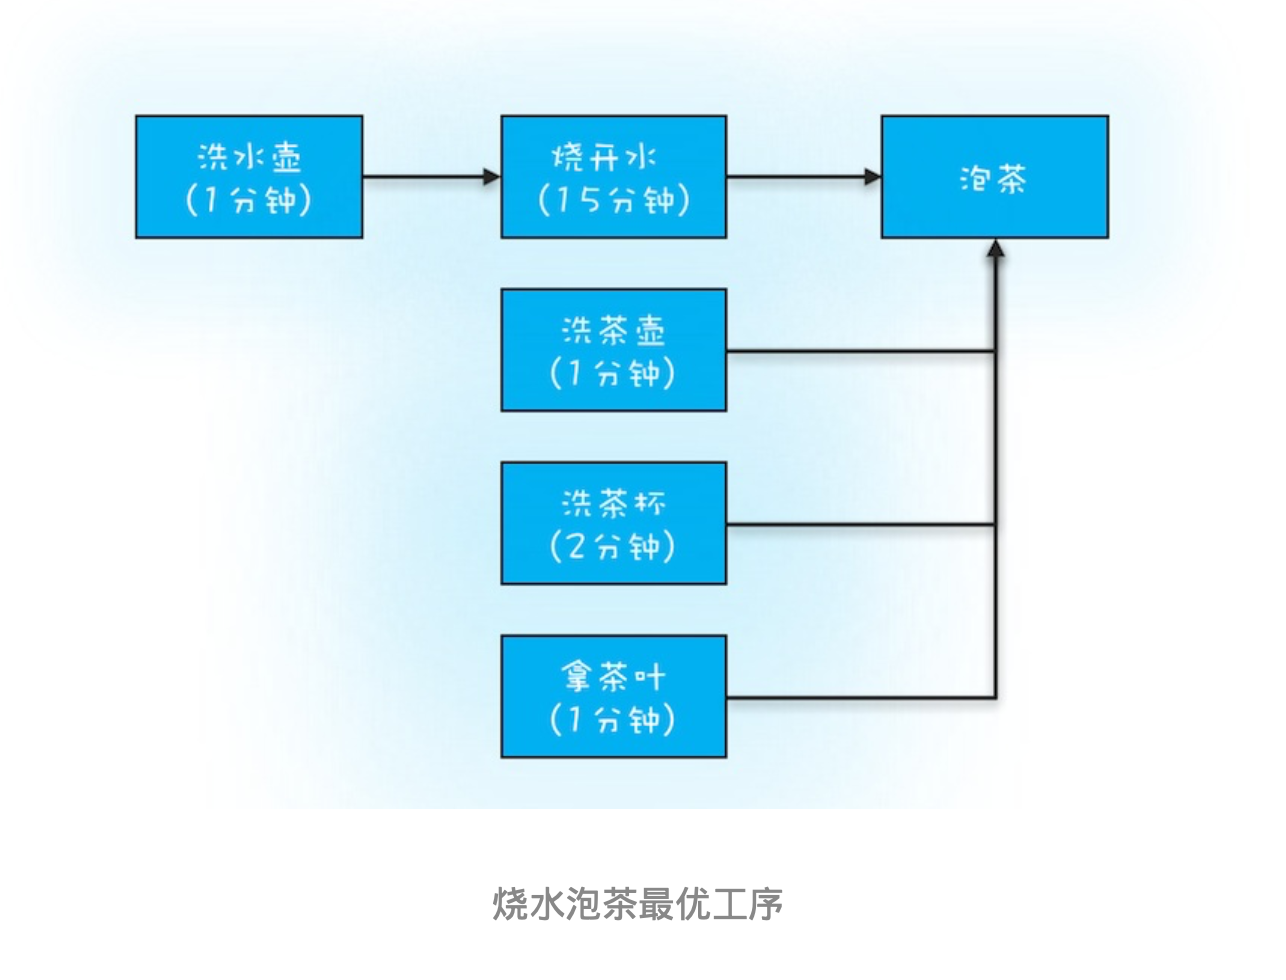 洗水壶
(1分钟)
烧开水
(15分钟)
泡茶
洗茶壶
(1分钟)
洗茶杯
(2分钟)
拿茶叶
(1分钟)
烧水泡茶最优工序